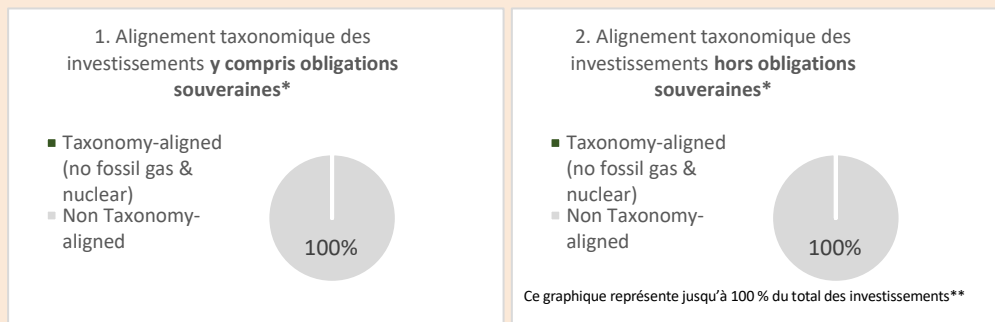 1. Alignement taxonomique des
investissements y compris obligations
souveraines*
Taxonomy-aligned
(no fossil gas &
nuclear)
Non Taxonomy-
aligned
100%
2. Alignement taxonomique des
investissements hors obligations
souveraines*
Taxonomy-aligned
(no fossil gas &
nuclear)
Non Taxonomy-
aligned
100%
Ce graphique représente jusqu’à 100 % du total des investissements**